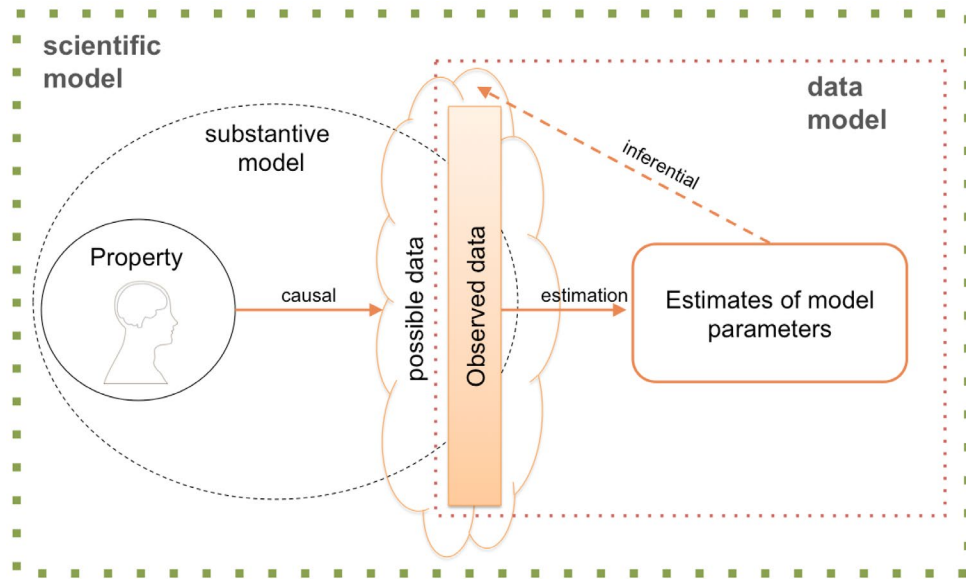 scientific
model
substantive
model
Property
causal
possible data
Observed data
estimation
inferential
data
model
Estimates of model
parameters